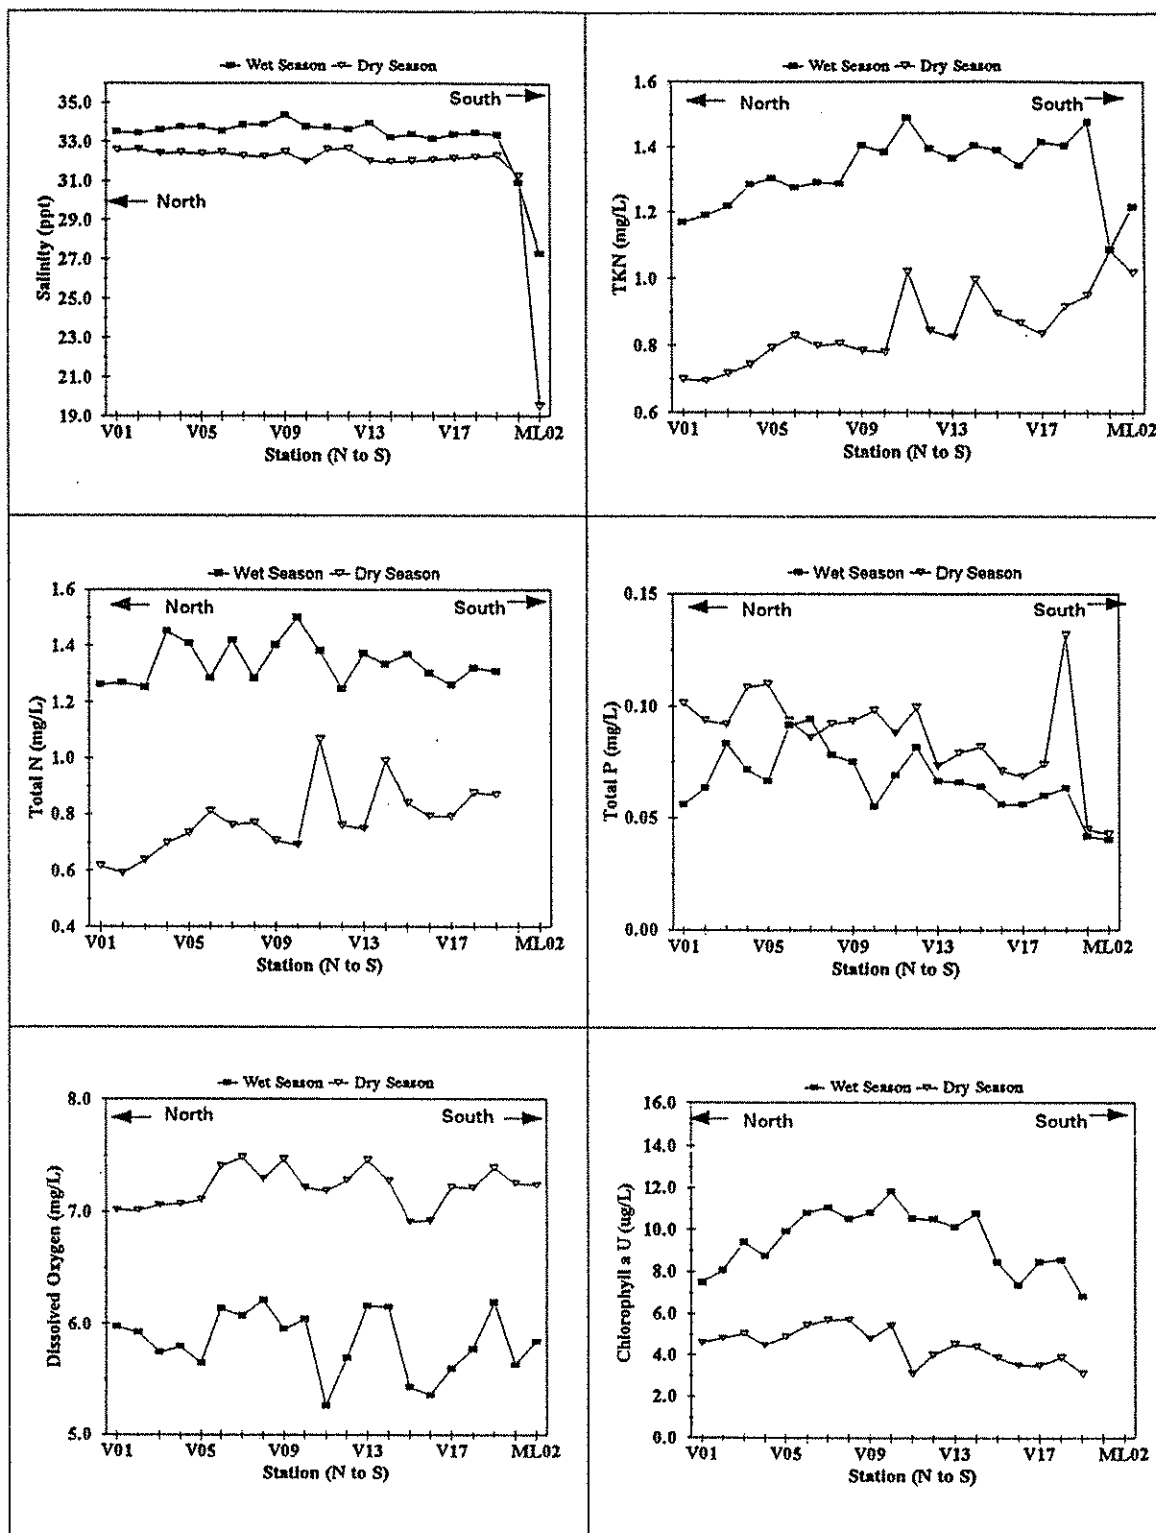 Wet Season Dry Season
35.0
33.0
31.0
29.0
27.0
25.0
23.0
21.0
19.0
South
North
Salinity (ppt)
V01 V05 V09 V13 V17 ML02
Station (N to S)
Wet Season Dry Season
1.6
1.4
1.2
1.0
0.8
0.6
North South
TKN (mg/L)
V01 V05 V09 V13 V17 ML02
Station (N to S)
Wet Season Dry Season
1.6
1.4
1.2
1.0
0.8
0.6
0.4
North South
Total N (mg/L)
V01 V05 V09 V13 V17 ML02
Station (N to S)
Wet Season Dry Season
0.15
0.10
0.05
0.00
North South
Total P (mg/L)
V01 V05 V09 V13 V17 ML02
Station (N to S)
Wet Season Dry Season
8.0
7.0
6.0
5.0
North South
Dissolved Oxygen (mg/L)
V01 V05 V09 V13 V17 ML02
Station (N to S)
Wet Season Dry Season
16.0
14.0
12.0
10.0
8.0
6.0
4.0
2.0
0.0
North South
Chlorophyll a U (ug/L)
V01 V05 V09 V13 V17 ML02
Station (N to S)